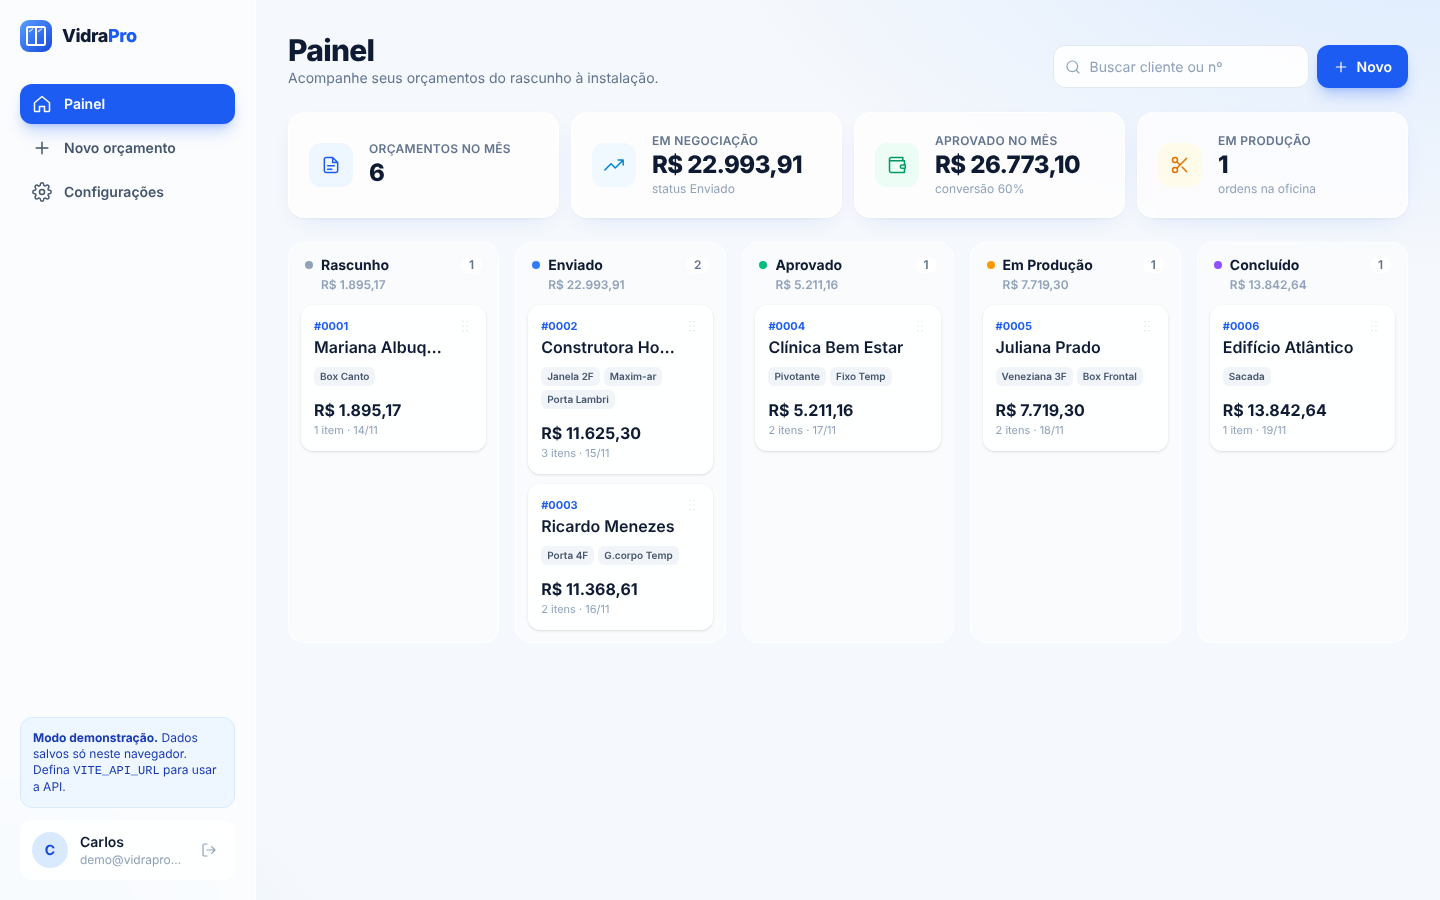 VidraPro
Painel
Novo orçamento
Configurações
Modo demonstração. Dados
salvos só neste navegador.
Defina VITE_API_URL para usar
a API.
C
Carlos
demo@vidrapro...
Painel
Acompanhe seus orçamentos do rascunho à instalação.
Buscar cliente ou nº
Novo
ORÇAMENTOS NO MÊS
6
EM NEGOCIAÇÃO
R$ 22.993,91
status Enviado
APROVADO NO MÊS
R$ 26.773,10
conversão 60%
EM PRODUÇÃO
1
ordens na oficina
Rascunho 1
R$ 1.895,17
#0001
Mariana Albuq...
Box Canto
R$ 1.895,17
1 item · 14/11
Enviado 2
R$ 22.993,91
#0002
Construtora Ho...
Janela 2F Maxim-ar
Porta Lambri
R$ 11.625,30
3 itens · 15/11
#0003
Ricardo Menezes
Porta 4F G.corpo Temp
R$ 11.368,61
2 itens · 16/11
Aprovado 1
R$ 5.211,16
#0004
Clínica Bem Estar
Pivotante Fixo Temp
R$ 5.211,16
2 itens · 17/11
Em Produção 1
R$ 7.719,30
#0005
Juliana Prado
Veneziana 3F Box Frontal
R$ 7.719,30
2 itens · 18/11
Concluído 1
R$ 13.842,64
#0006
Edifício Atlântico
Sacada
R$ 13.842,64
1 item · 19/11